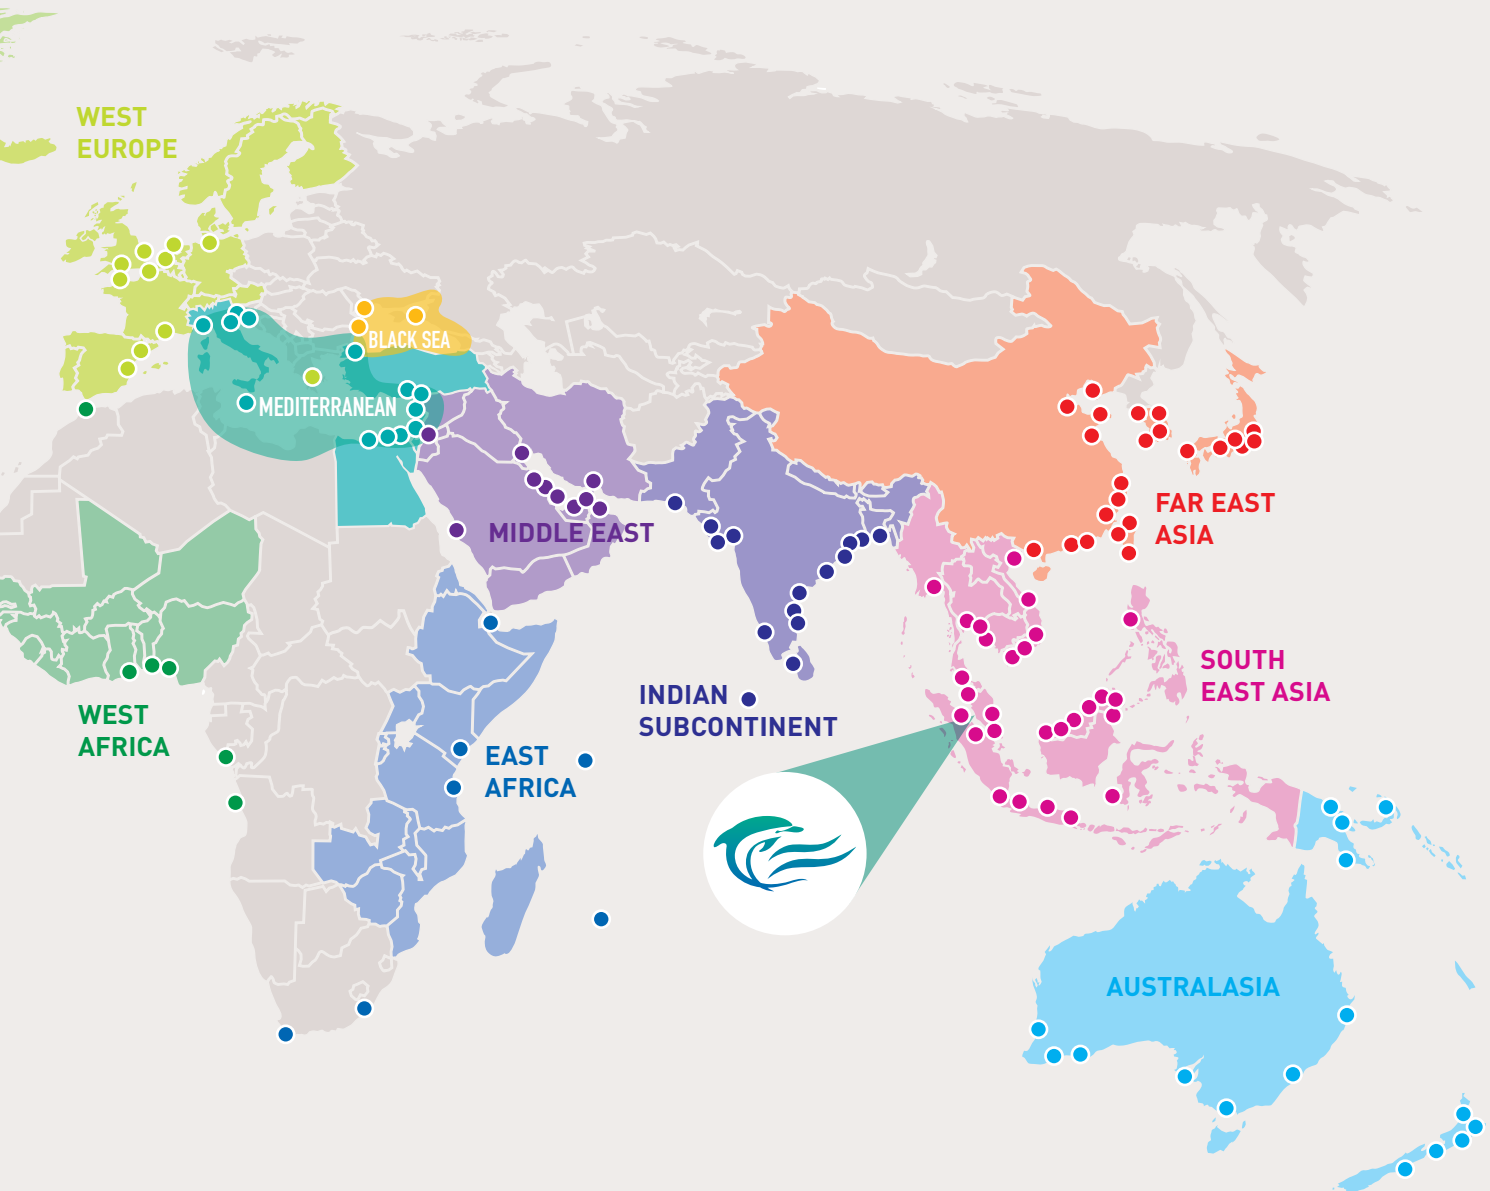 WEST
EUROPE
BLACK SEA
MEDITERRANEAN
MIDDLE EAST
FAR EAST
ASIA
WEST
AFRICA
EAST
AFRICA
INDIAN
SUBCONTINENT
SOUTH
EAST ASIA
AUSTRALASIA